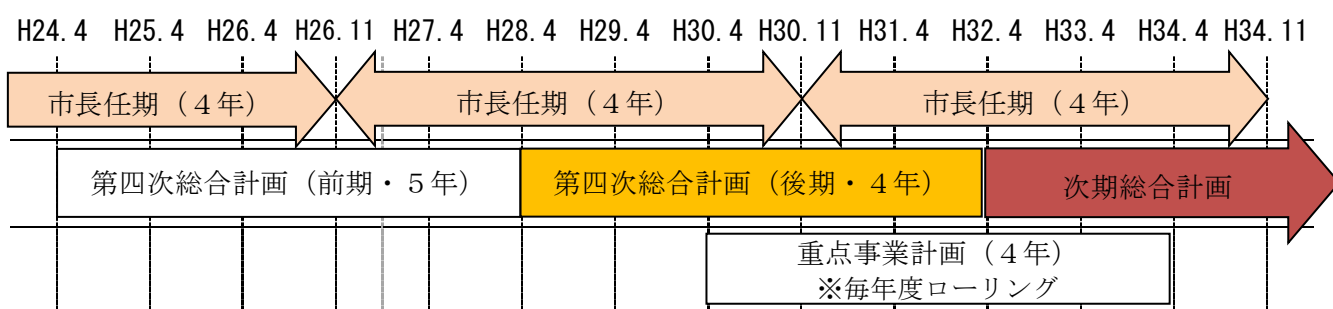 H24.4 H25.4 H26.4 H26.11 H27.4 H28.4 H29.4 H30.4 H30.11 H31.4 H32.4 H33.4 H34.4 H34.11
市長任期（４年） 市長任期（４年） 市長任期（４年）
第四次総合計画（前期・５年） 第四次総合計画（後期・４年） 次期総合計画
重点事業計画（４年）
※毎年度ローリング